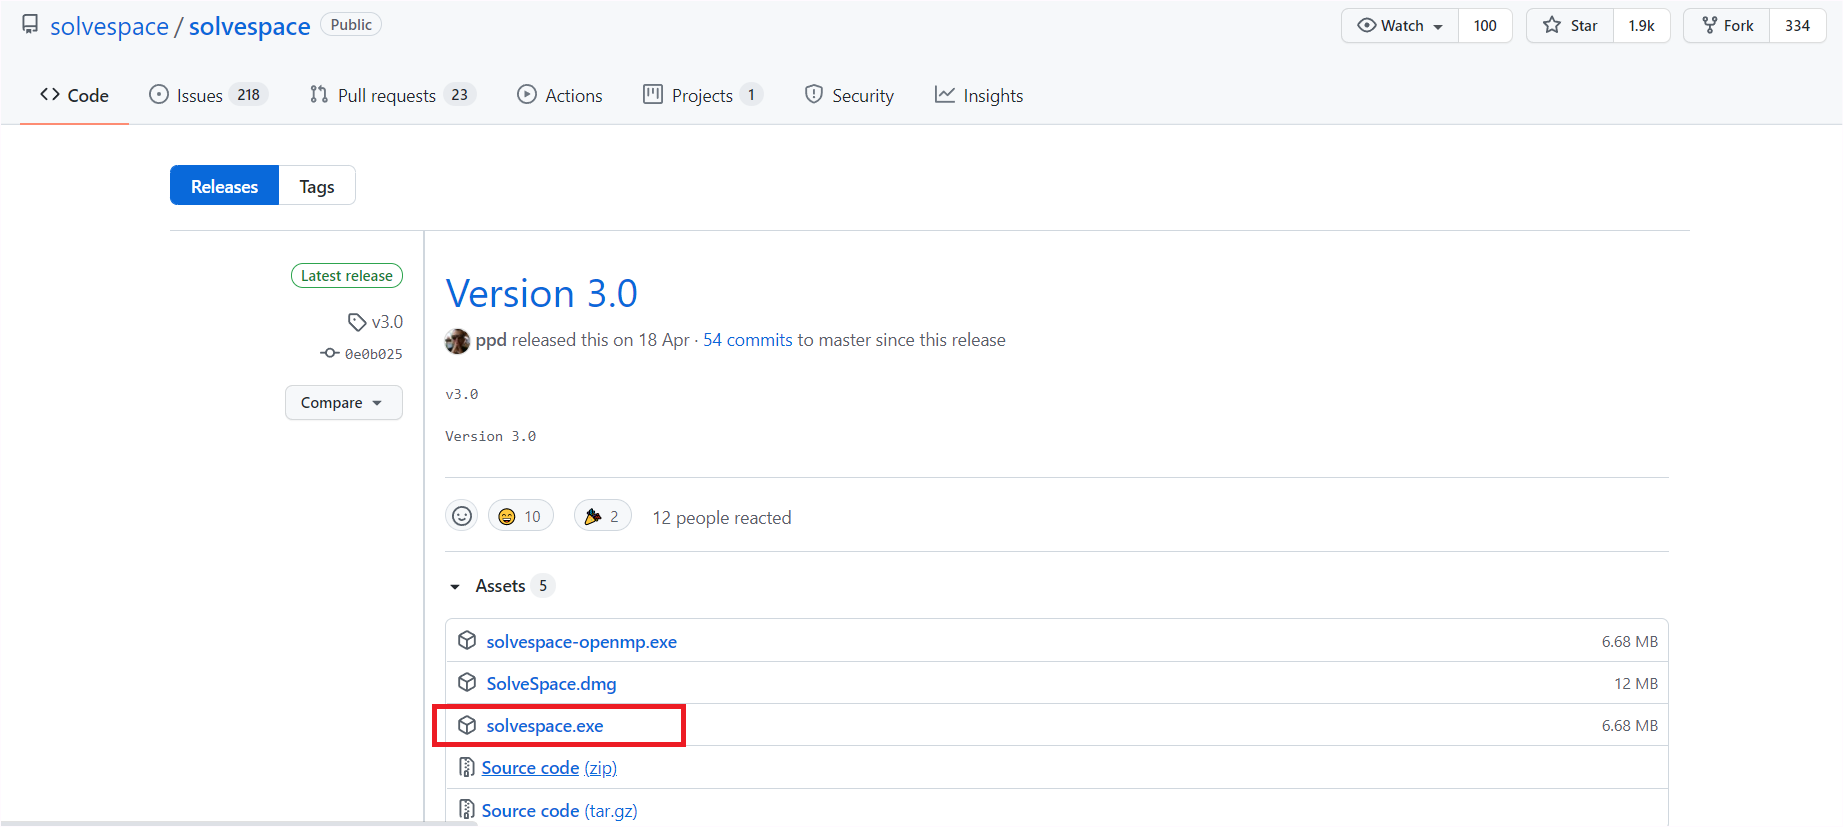 solvespace / solvespace Public Watch 100 Star 1.9k Fork 334
Code Issues 218 Pull requests 23 Actions Projects 1 Security Insights
Releases Tags
Latest release
v3.0
0e0b025
Compare
Version 3.0
ppd released this on 18 Apr · 54 commits to master since this release
v3.0
Version 3.0
10 2 12 people reacted
Assets 5
solvespace-openmp.exe 6.68 MB
SolveSpace.dmg 12 MB
solvespace.exe 6.68 MB
Source code (zip)
Source code (tar.gz)